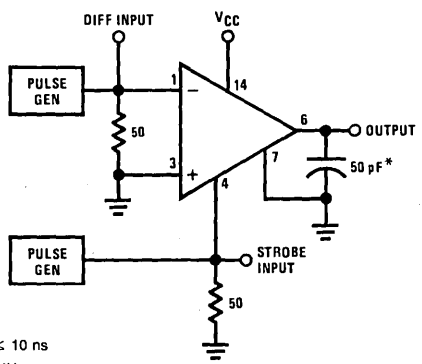 DIFF INPUT
VCC
PULSE
GEN
1
−
14
50
6
OUTPUT
7
3
+
4
50 pF*
PULSE
GEN
STROBE
INPUT
50
≤ 10 ns